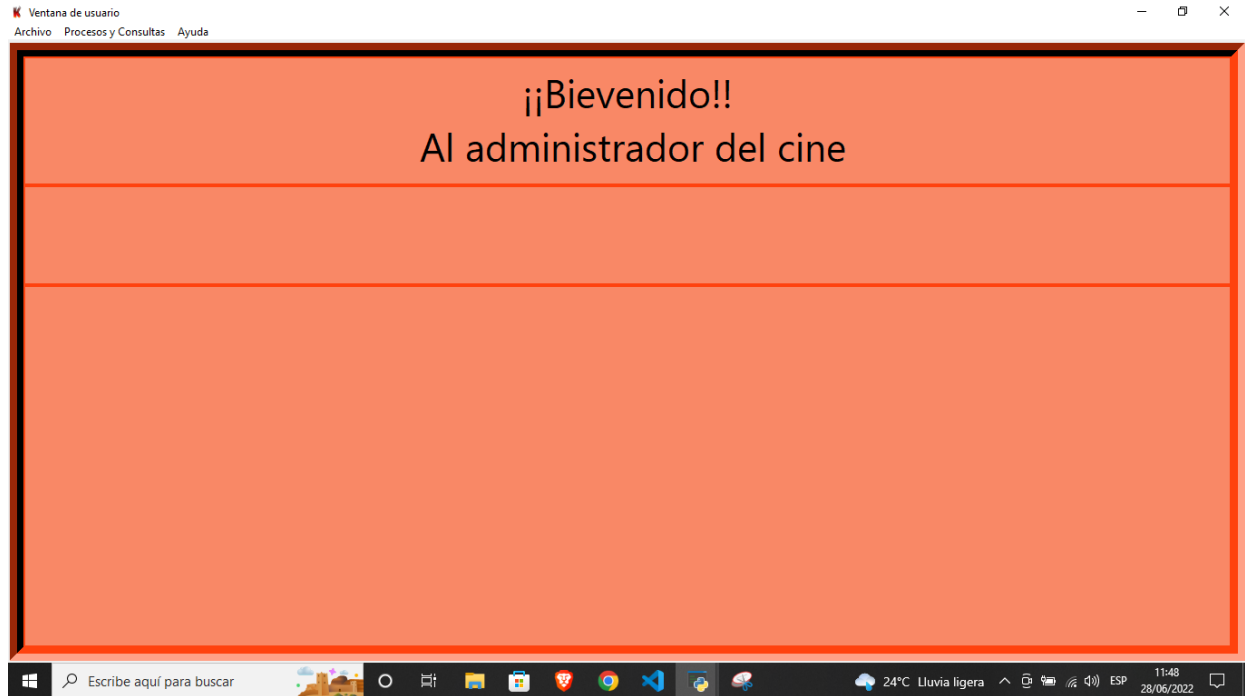 Ventana de usuario
Archivo Procesos y Consultas Ayuda
¡¡Bievenido!!
Al administrador del cine
Escribe aquí para buscar
24°C Lluvia ligera
ESP
11:48
28/06/2022